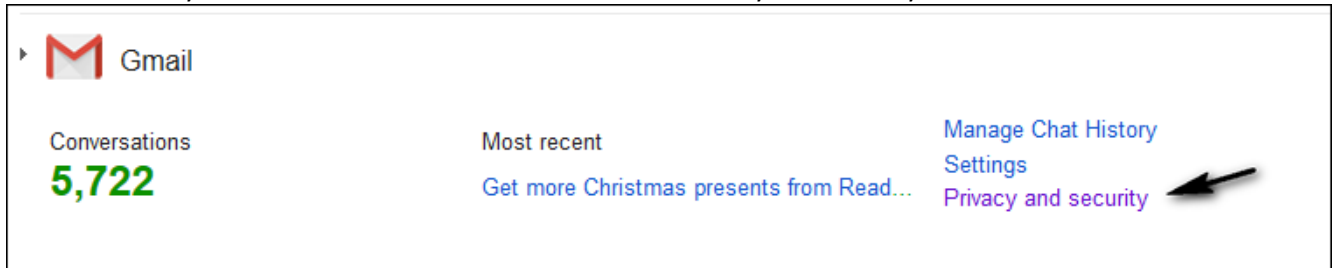 Gmail
Conversations
5,722
Most recent
Get more Christmas presents from Read...
Manage Chat History
Settings
Privacy and security